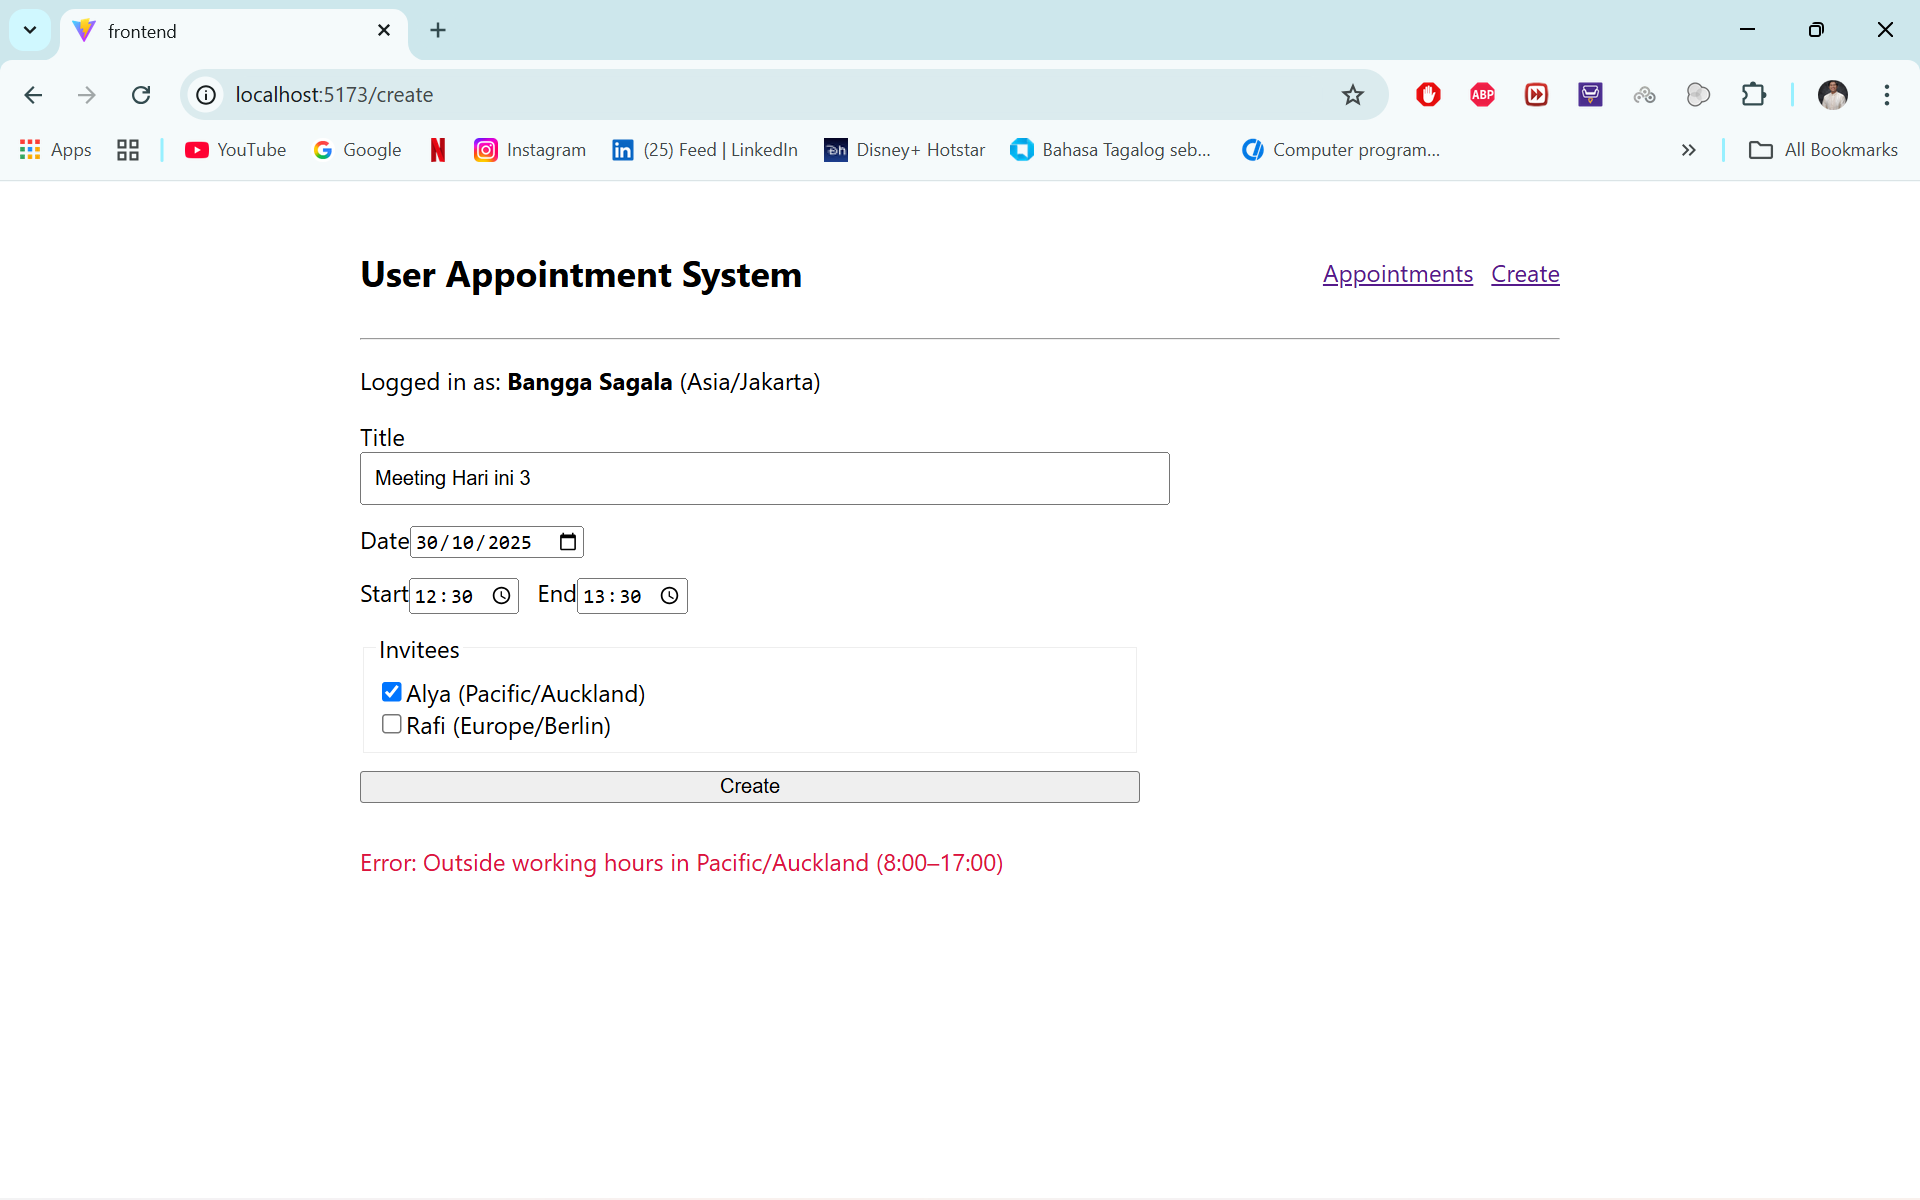 frontend
localhost:5173/create
ABP
Apps
YouTube
Google
Instagram
(25) Feed | LinkedIn
Disney+ Hotstar
Bahasa Tagalog seb...
Computer program...
All Bookmarks
User Appointment System
Appointments
Create
Logged in as: Bangga Sagala (Asia/Jakarta)
Title
Meeting Hari ini 3
Date 30/10/2025
Start 12:30 End 13:30
Invitees
Alya (Pacific/Auckland)
Rafi (Europe/Berlin)
Create
Error: Outside working hours in Pacific/Auckland (8:00–17:00)